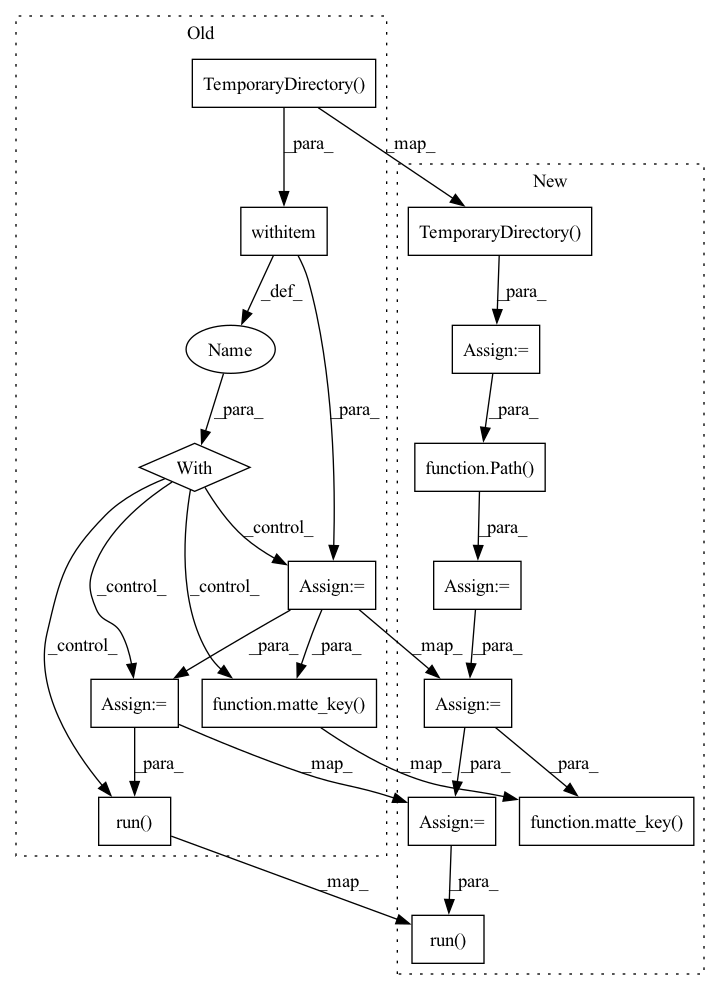 Old
TemporaryDirectory()
_para_
_map_
New
withitem
TemporaryDirectory()
_def_
_para_
Name
Assign:=
_para_
_para_
_para_
With
function.Path()
_control_
_para_
_control_
_control_
Assign:=
Assign:=
_control_
_para_
_para_
_map_
_para_
Assign:=
function.matte_key()
Assign:=
_para_
_map_
_map_
_para_
_para_
run()
Assign:=
function.matte_key()
_map_
_para_
run()